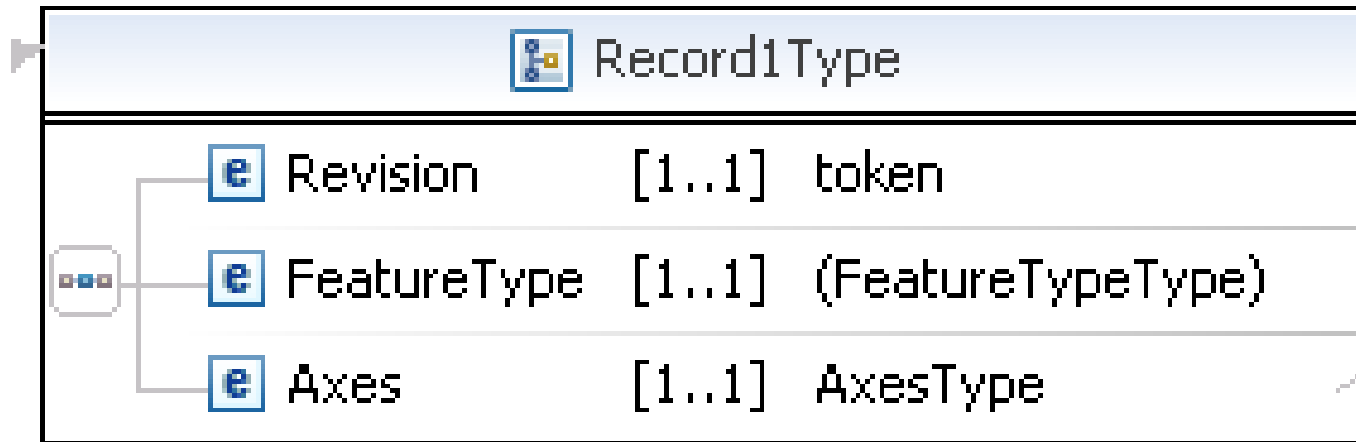 Record1Type
e Revision [1..1] token
e FeatureType [1..1] (FeatureTypeType)
e Axes [1..1] AxesType